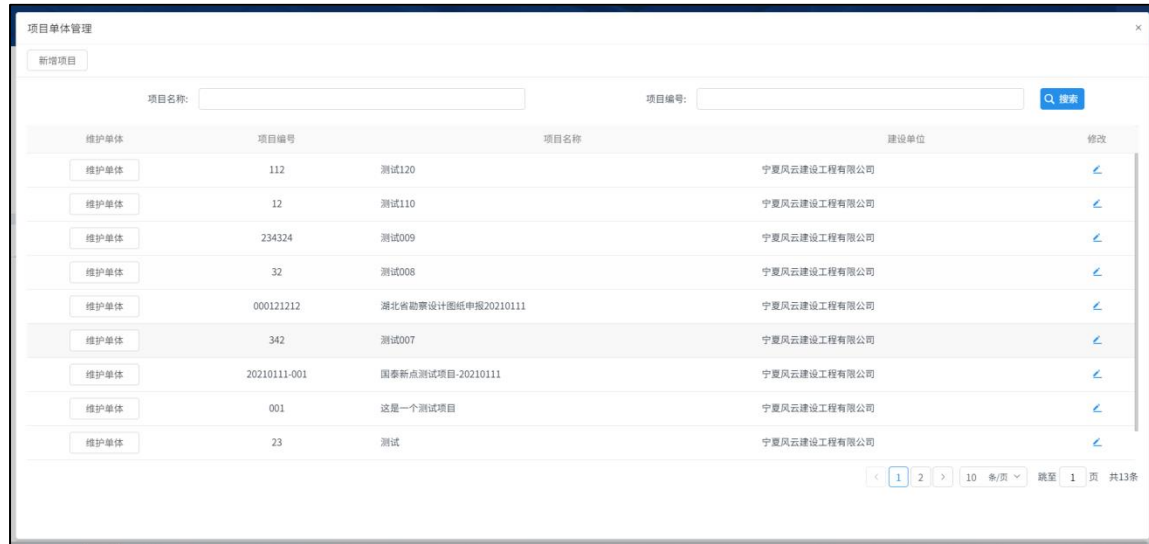 项目单体管理 ×
新增项目
项目名称: 项目编号: 搜索
维护单体 项目编号 项目名称 建设单位 修改
维护单体 112 测试120 宁夏风云建设工程有限公司
维护单体 12 测试110 宁夏风云建设工程有限公司
维护单体 234324 测试009 宁夏风云建设工程有限公司
维护单体 32 测试008 宁夏风云建设工程有限公司
维护单体 000121212 湖北省勘察设计图纸申报20210111 宁夏风云建设工程有限公司
维护单体 342 测试007 宁夏风云建设工程有限公司
维护单体 20210111-001 国泰新点测试项目-20210111 宁夏风云建设工程有限公司
维护单体 001 这是一个测试项目 宁夏风云建设工程有限公司
维护单体 23 测试 宁夏风云建设工程有限公司
< 1 2 > 10 条/页 跳至 1 页 共13条